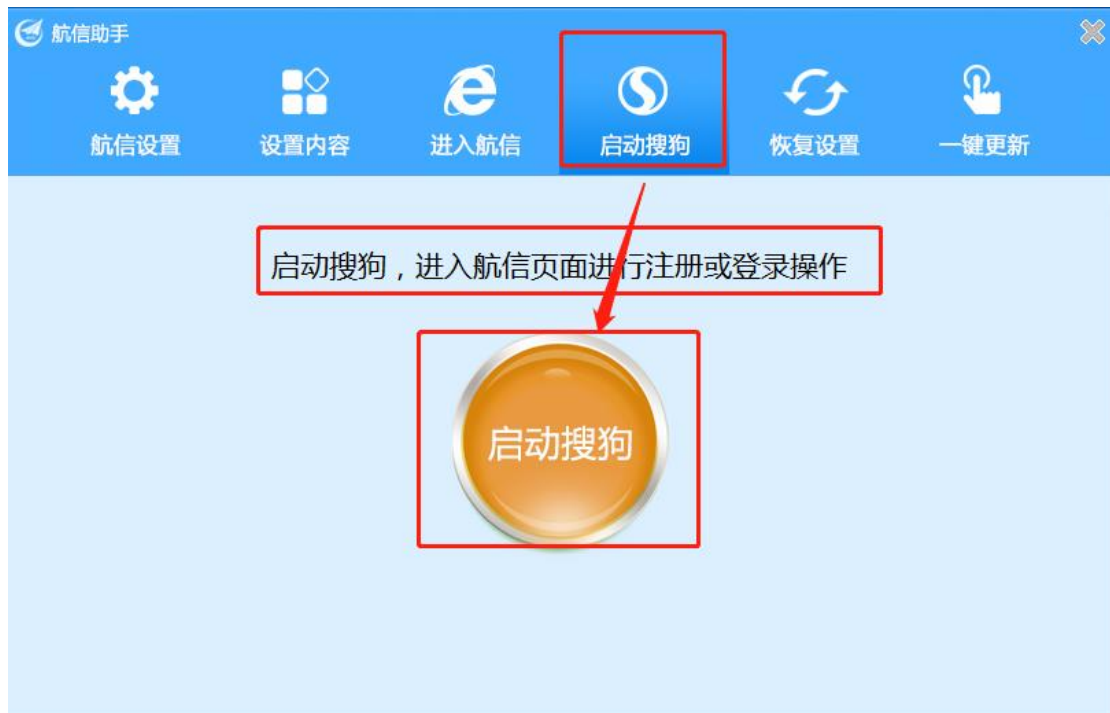 航信助手
航信设置 设置内容 进入航信 启动搜狗 恢复设置 一键更新
启动搜狗，进入航信页面进行注册或登录操作
启动搜狗